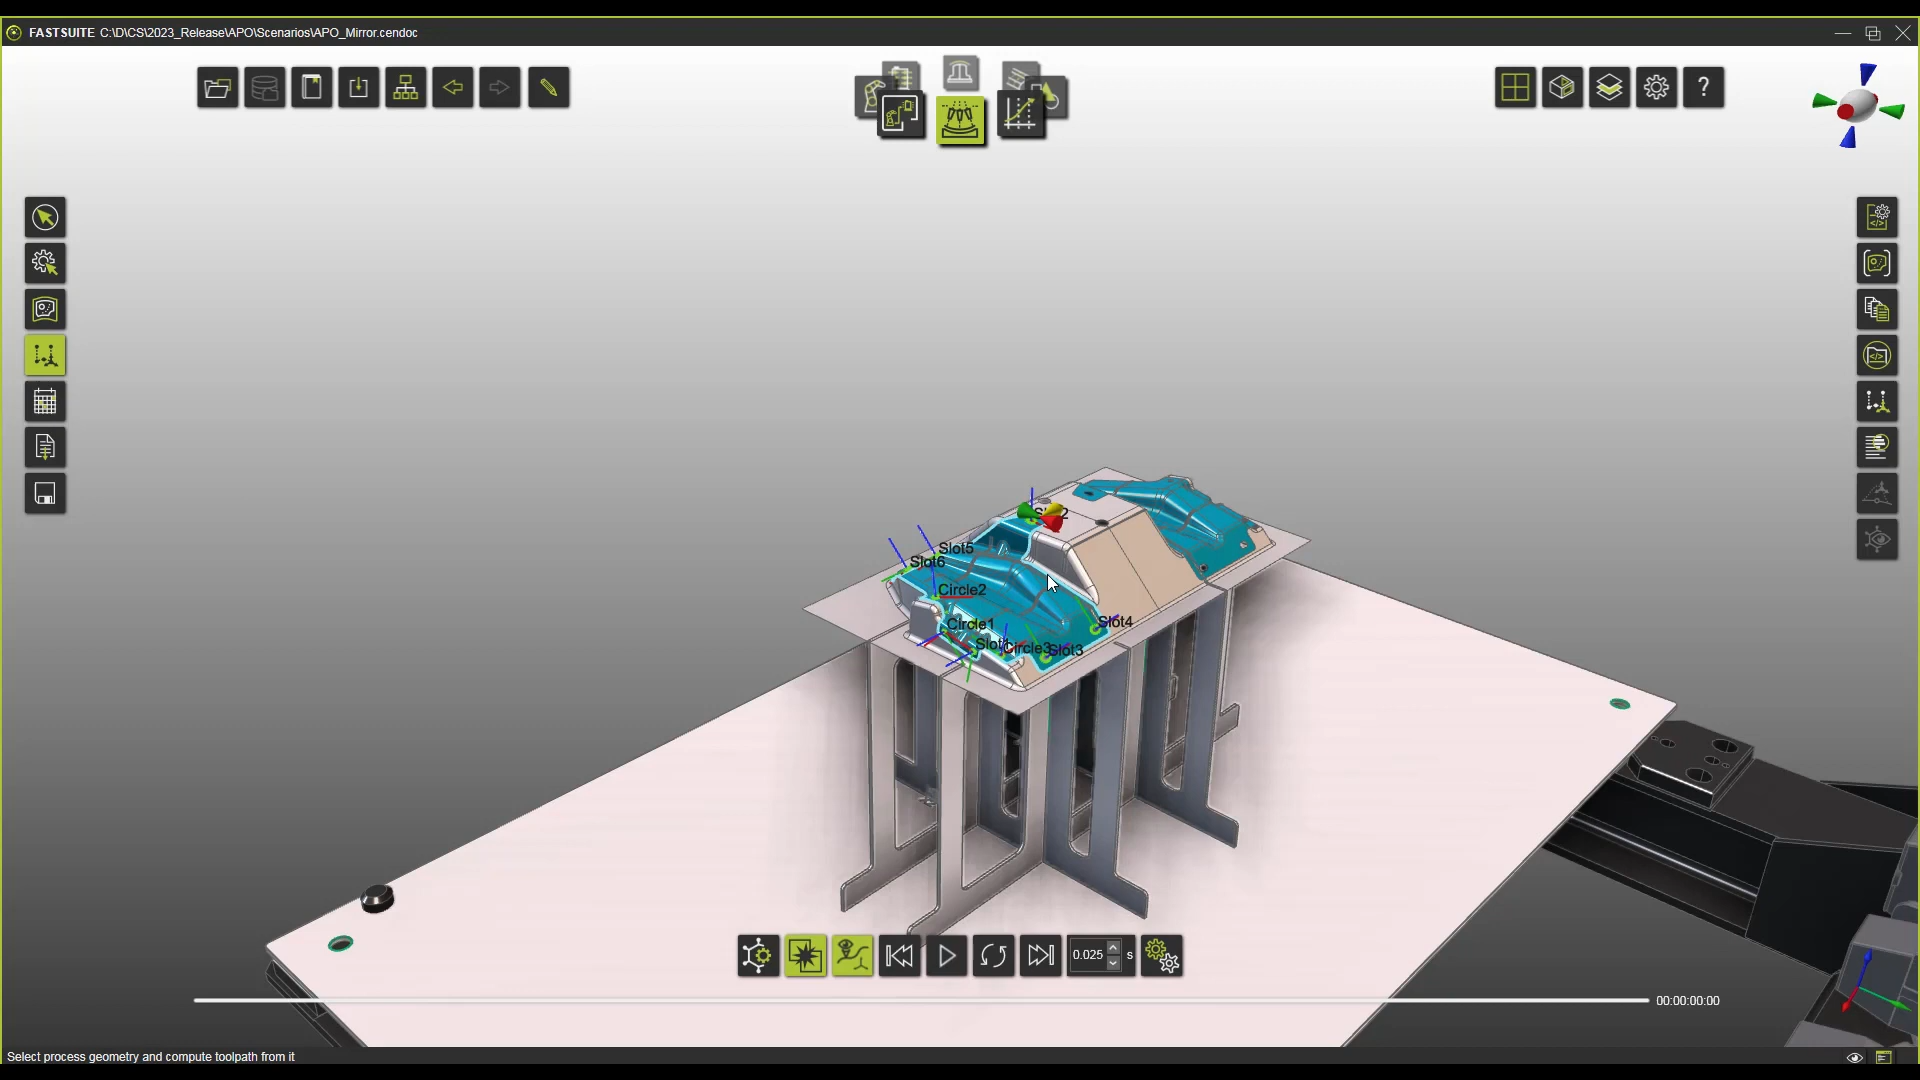 FASTSUITE C:\D\CS\2023_Release\APO\Scenarios\APO_Mirror.cendoc
?
Slot5
Slot6
Circle2
Circle1
Slot4
Circle3
Slot3
0.025 s
00:00:00:00
Select process geometry and compute toolpath from it